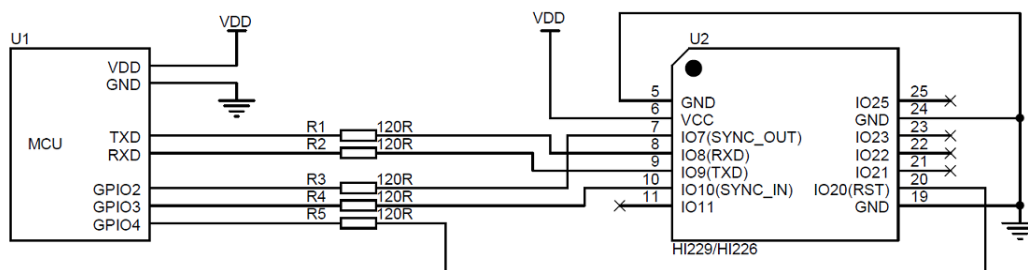 U1
VDD
VDD
GND
MCU
TXD
RXD
GPIO2
GPIO3
GPIO4
R1 120R
R2 120R
R3 120R
R4 120R
R5 120R
VDD
U2
5 GND
6 VCC
7 IO7(SYNC_OUT)
8 IO8(RXD)
9 IO9(TXD)
10 IO10(SYNC_IN)
11 IO11
IO25 25
GND 24
IO23 23
IO22 22
IO21 21
IO20(RST) 20
GND 19
HI229/HI226